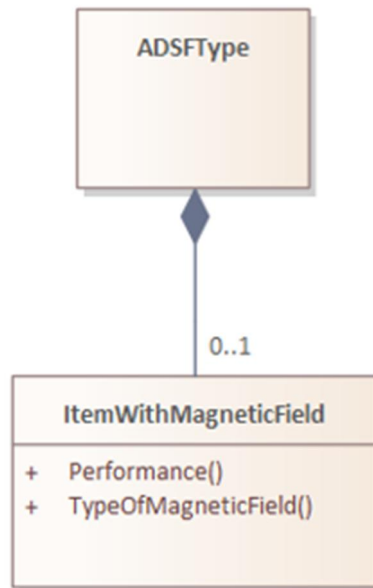 ADSFType
0..1
ItemWithMagneticField
+ Performance()
+ TypeOfMagneticField()